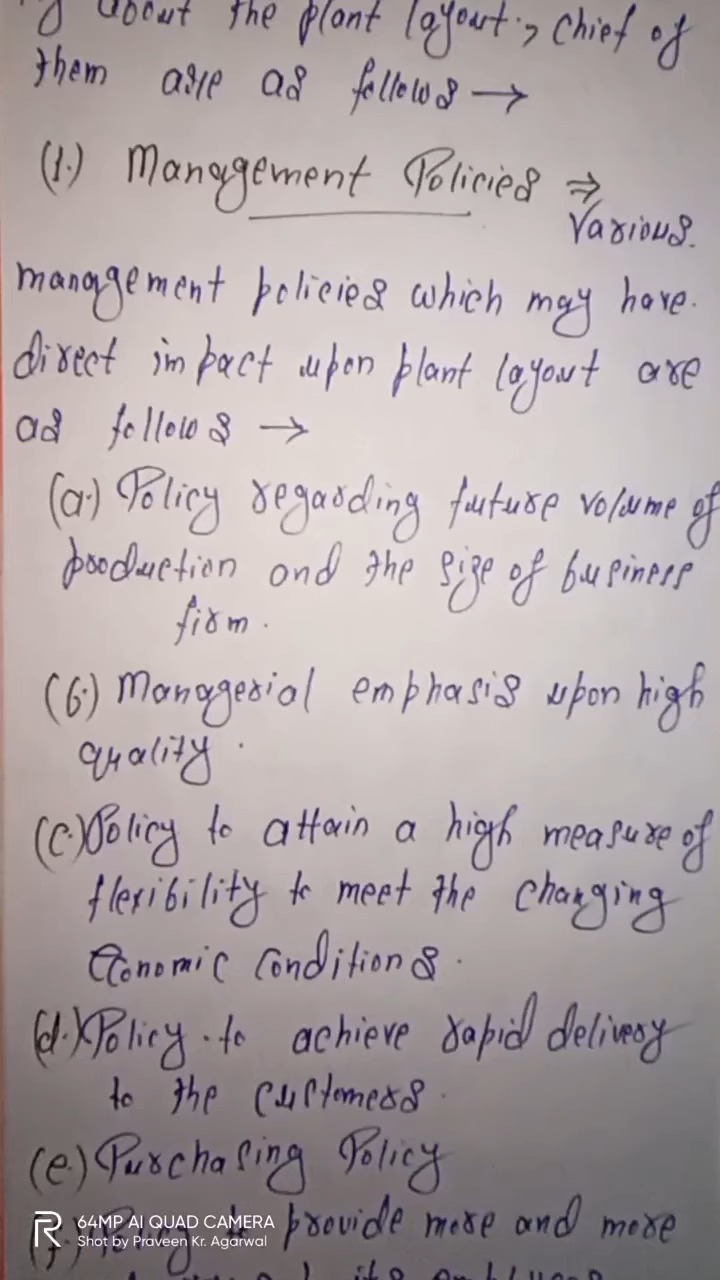 about the plant layout, chief of
them are as follows →
(1.) Management Policies ⇒
Various.
management policies which may have.
direct impact upon plant layout are
as follows →
(a.) Policy regarding future volume of
production and the size of business
firm.
(b.) Managerial emphasis upon high
quality.
(c.) Policy to attain a high measure of
flexibility to meet the changing
Economic Conditions.
(d.) Policy to achieve rapid delivery
to the customers.
(e.) Purchasing Policy
(f.) Policy to provide more and more
its employees
64MP AI QUAD CAMERA
Shot by Praveen Kr. Agarwal